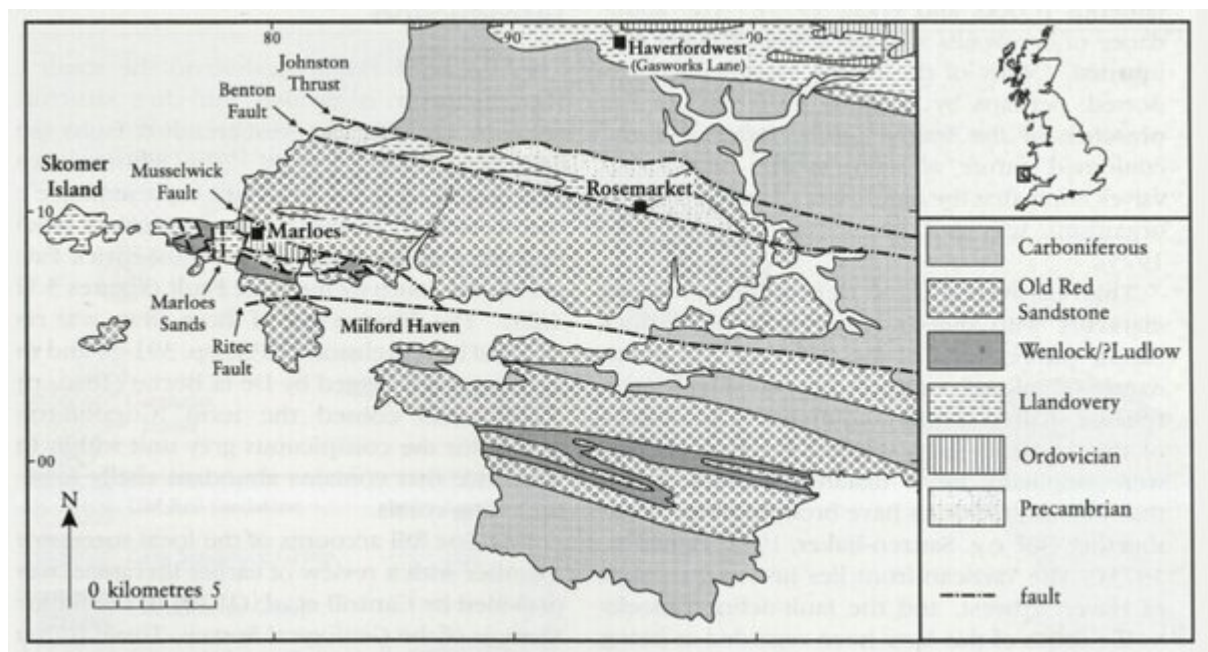 80
90
00
Haverfordwest
(Gasworks Lane)
Johnston
Thrust
Benton
Fault
Skomer
Island
Musselwick
Fault
Rosemarket
10
Marloes
Marloes
Sands
Milford Haven
Ritec
Fault
00
N
0 kilometres 5
Carboniferous
Old Red
Sandstone
Wenlock/?Ludlow
Llandovery
Ordovician
Precambrian
fault